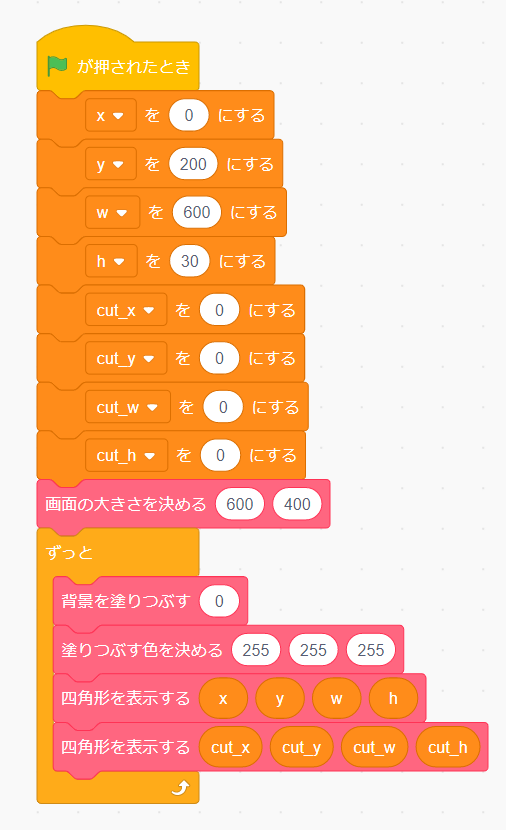 が押されたとき
x を 0 にする
y を 200 にする
w を 600 にする
h を 30 にする
cut_x を 0 にする
cut_y を 0 にする
cut_w を 0 にする
cut_h を 0 にする
画面の大きさを決める 600 400
ずっと
背景を塗りつぶす 0
塗りつぶす色を決める 255 255 255
四角形を表示する x y w h
四角形を表示する cut_x cut_y cut_w cut_h